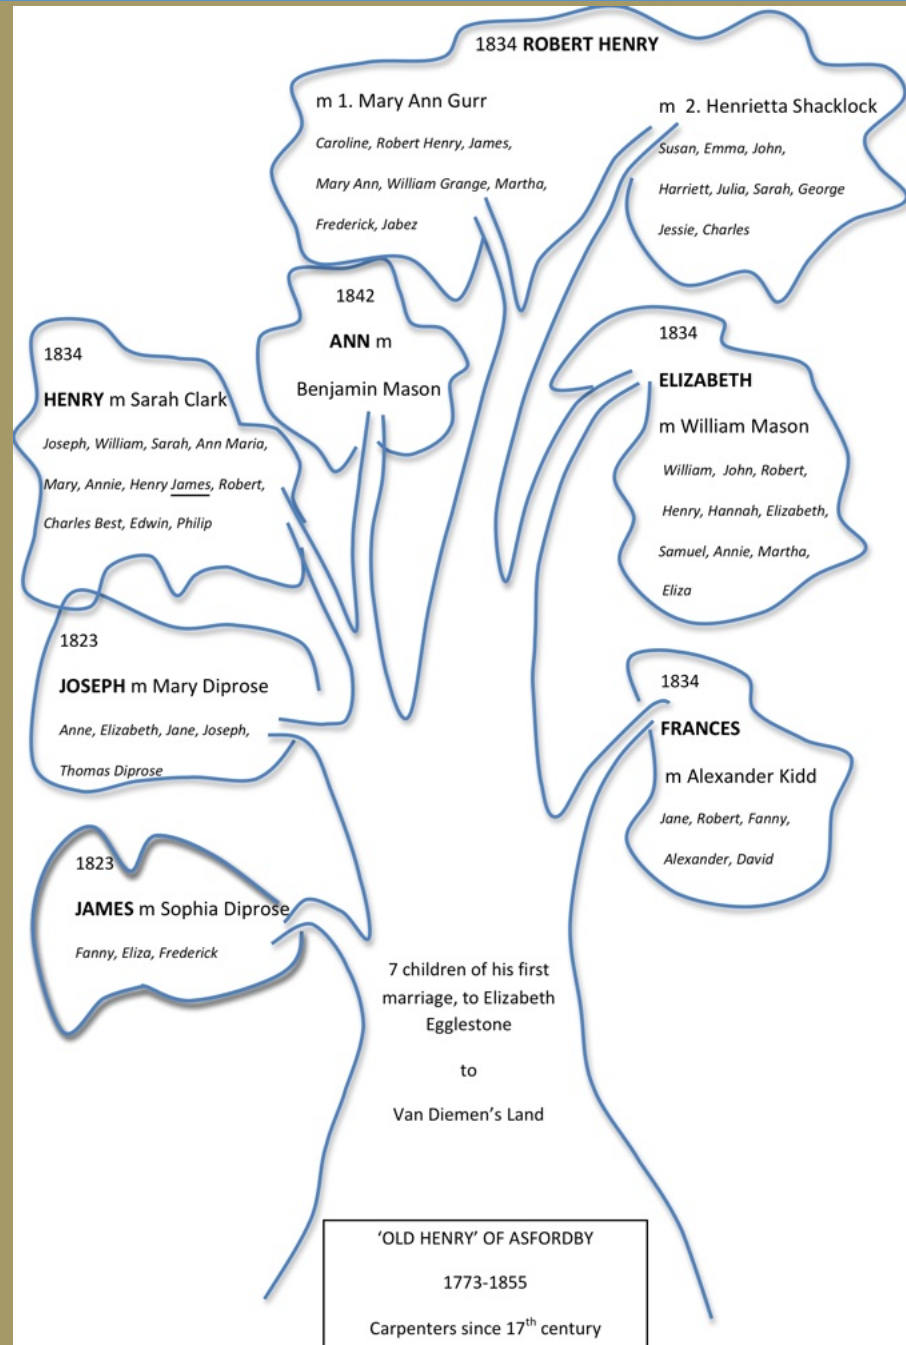 1834 ROBERT HENRY
m 1. Mary Ann Gurr
Caroline, Robert Henry, James,
Mary Ann, William Grange, Martha,
Frederick, Jabez
m 2. Henrietta Shacklock
Susan, Emma, John,
Harriett, Julia, Sarah, George
Jessie, Charles
1842
ANN m
Benjamin Mason
1834
HENRY m Sarah Clark
Joseph, William, Sarah, Ann Maria,
Mary, Annie, Henry James, Robert,
Charles Best, Edwin, Philip
1834
ELIZABETH
m William Mason
William, John, Robert,
Henry, Hannah, Elizabeth,
Samuel, Annie, Martha,
Eliza
1823
JOSEPH m Mary Diprose
Anne, Elizabeth, Jane, Joseph,
Thomas Diprose
1834
FRANCES
m Alexander Kidd
Jane, Robert, Fanny,
Alexander, David
1823
JAMES m Sophia Diprose
Fanny, Eliza, Frederick
7 children of his first
marriage, to Elizabeth
Egglestone
to
Van Diemen's Land
'OLD HENRY' OF ASFORDBY
1773-1855
Carpenters since 17th century